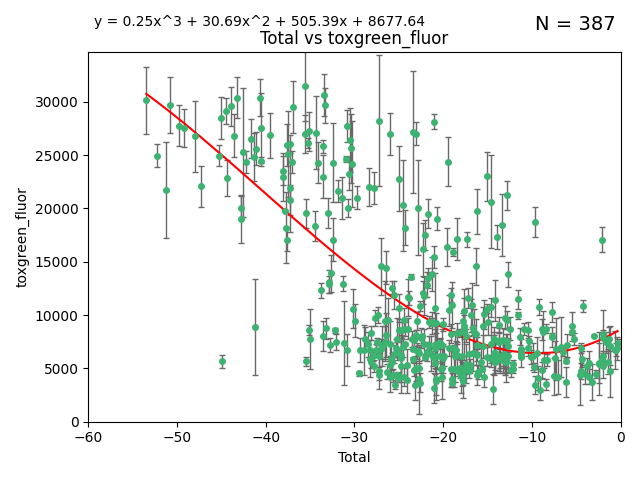 y = 0.25x^3 + 30.69x^2 + 505.39x + 8677.64
N = 387
Total vs toxgreen_fluor
toxgreen_fluor
30000
25000
20000
15000
10000
5000
0
−60
−50
−40
−30
−20
−10
0
Total